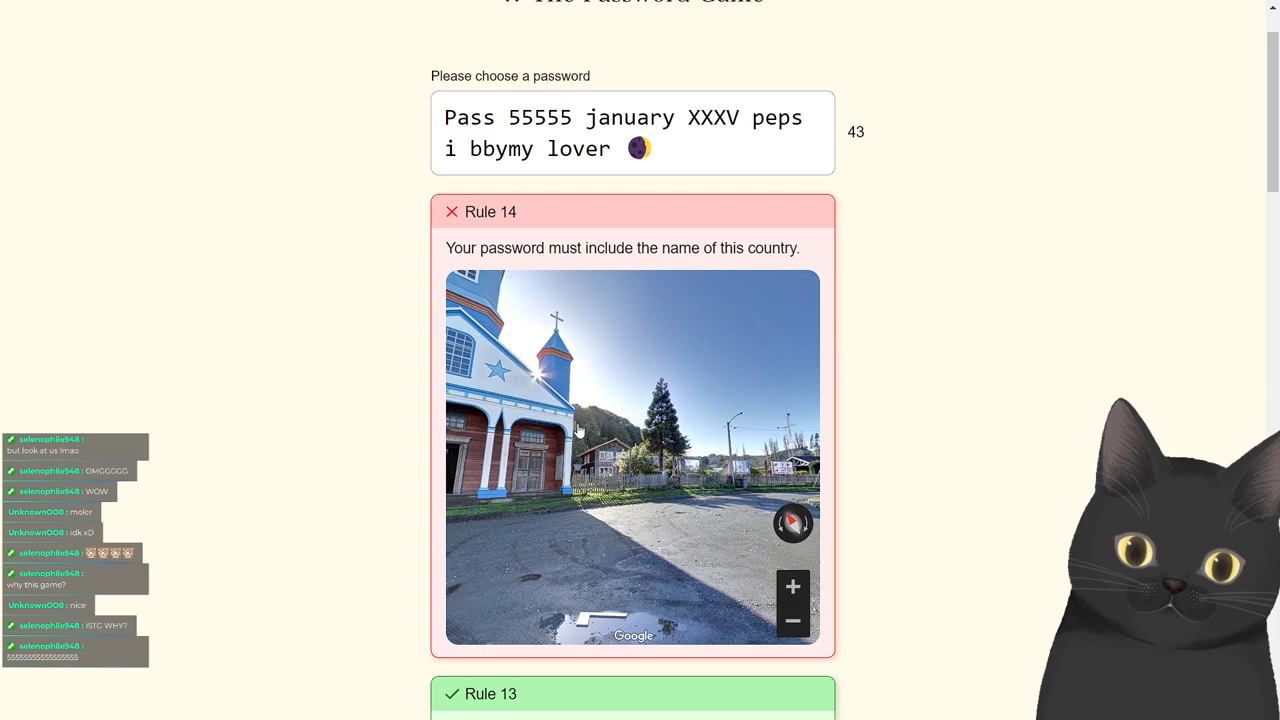 Please choose a password
Pass 55555 january XXXV peps
i bbymy lover 🌒
43
Rule 14
Your password must include the name of this country.
Google
Rule 13
selenophile948 :
but look at us lmao
selenophile948 : OMGGGGG
selenophile948 : WOW
Unknown008 : moler
Unknown008 : idk xD
selenophile948 :
selenophile948 :
why this game?
Unknown008 : nice
selenophile948 : ISTG WHY?
selenophile948 :